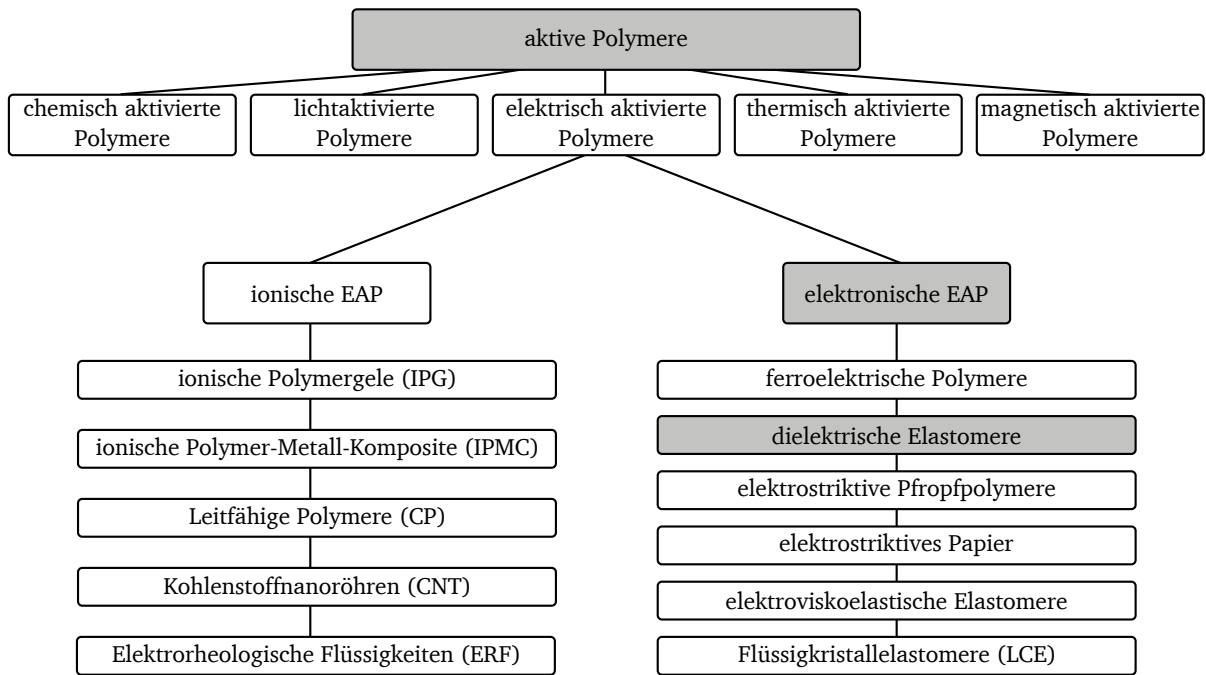 aktive Polymere
chemisch aktivierte
Polymere
lichtaktivierte
Polymere
elektrisch aktivierte
Polymere
thermisch aktivierte
Polymere
magnetisch aktivierte
Polymere
ionische EAP
ionische Polymergele (IPG)
ionische Polymer-Metall-Komposite (IPMC)
Leitfähige Polymere (CP)
Kohlenstoffnanoröhren (CNT)
Elektrorheologische Flüssigkeiten (ERF)
elektronische EAP
ferroelektrische Polymere
dielektrische Elastomere
elektrostriktive Pfropfpolymere
elektrostriktives Papier
elektroviskoelastische Elastomere
Flüssigkristallelastomere (LCE)